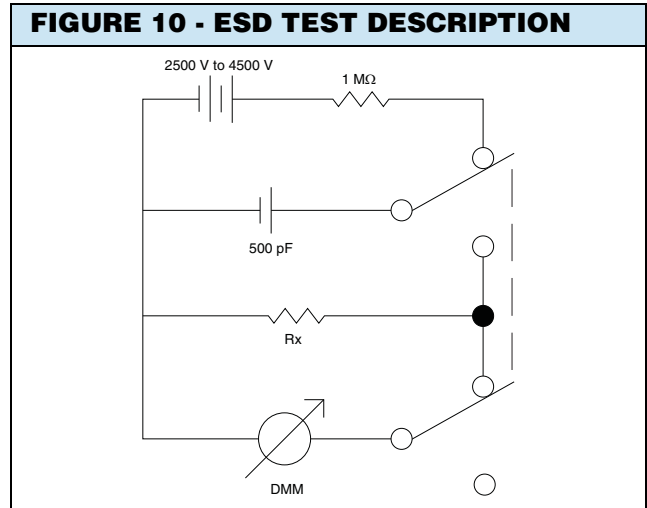 FIGURE 10 - ESD TEST DESCRIPTION
2500 V to 4500 V
1 MΩ
500 pF
Rx
DMM